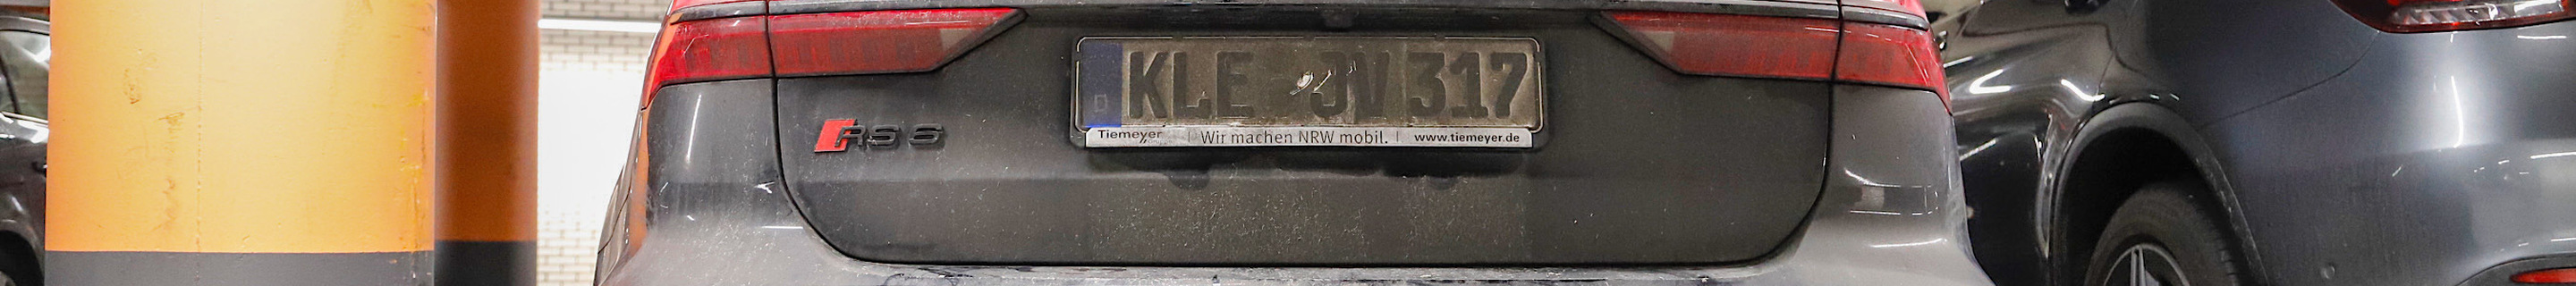 KLE JV 317
D
Tiemeyer | Wir machen NRW mobil. | www.tiemeyer.de
RS 6